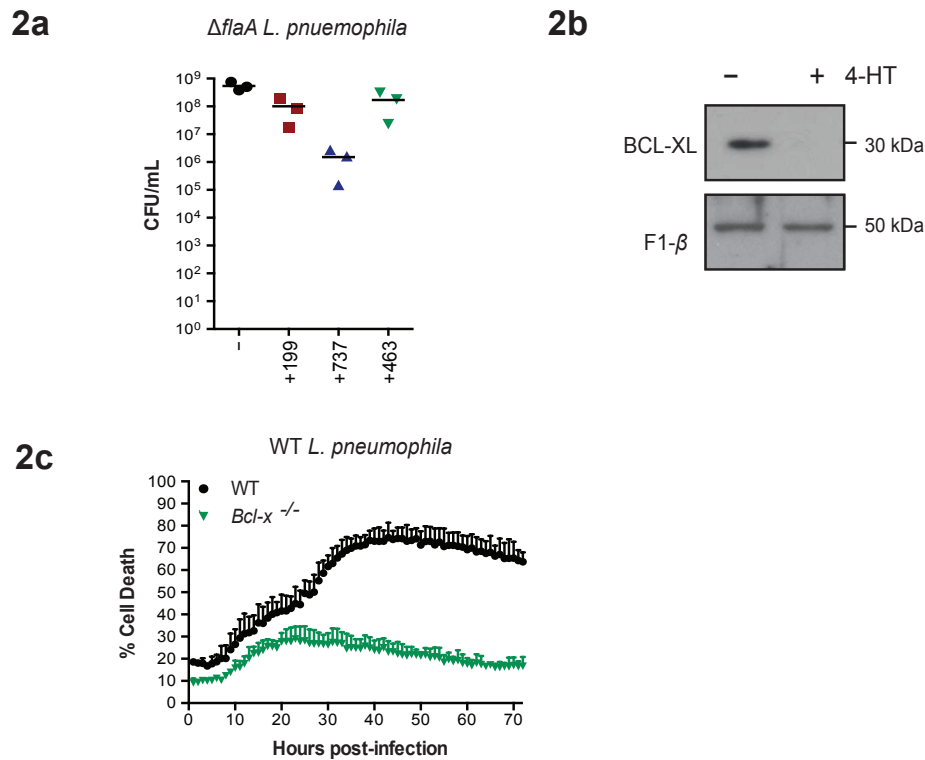 2a
ΔflaA L. pnuemophila
CFU/mL
10⁹
10⁸
10⁷
10⁶
10⁵
10⁴
10³
10²
10¹
10⁰
–
+199
+737
+463
2b
– + 4-HT
BCL-XL
30 kDa
F1-β
50 kDa
2c
WT L. pneumophila
WT
Bcl-x -/-
% Cell Death
100
90
80
70
60
50
40
30
20
10
0
0 10 20 30 40 50 60 70
Hours post-infection